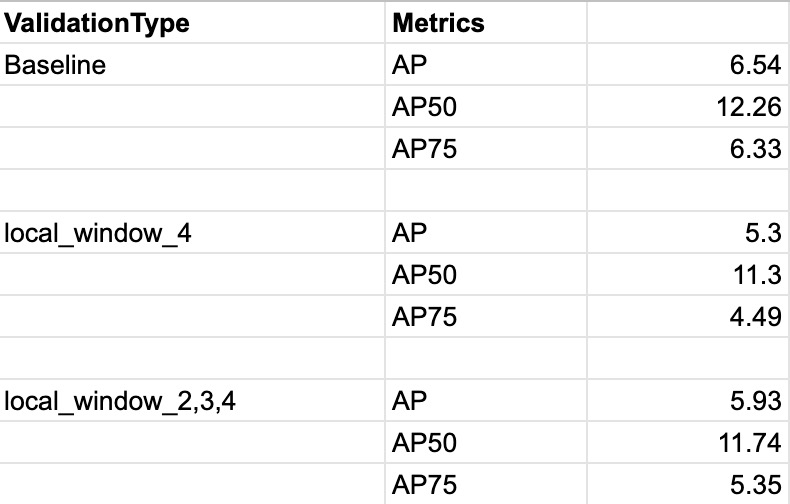 ValidationType Metrics
Baseline AP 6.54
AP50 12.26
AP75 6.33
local_window_4 AP 5.3
AP50 11.3
AP75 4.49
local_window_2,3,4 AP 5.93
AP50 11.74
AP75 5.35